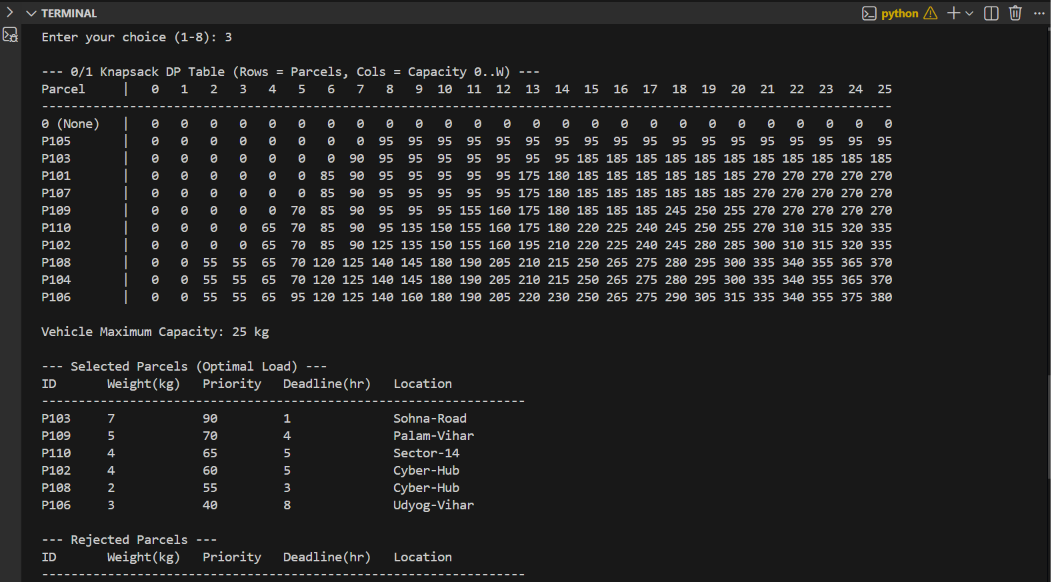 TERMINAL
python
Enter your choice (1-8): 3
--- 0/1 Knapsack DP Table (Rows = Parcels, Cols = Capacity 0..W) ---
Parcel | 0 1 2 3 4 5 6 7 8 9 10 11 12 13 14 15 16 17 18 19 20 21 22 23 24 25
--------------------------------------------------------------------------------------------------------------------
0 (None) | 0 0 0 0 0 0 0 0 0 0 0 0 0 0 0 0 0 0 0 0 0 0 0 0 0 0
P105 | 0 0 0 0 0 0 0 0 95 95 95 95 95 95 95 95 95 95 95 95 95 95 95 95 95 95
P103 | 0 0 0 0 0 0 0 90 95 95 95 95 95 95 95 185 185 185 185 185 185 185 185 185 185 185
P101 | 0 0 0 0 0 0 85 90 95 95 95 95 95 175 180 185 185 185 185 185 185 270 270 270 270 270
P107 | 0 0 0 0 0 0 85 90 95 95 95 95 95 175 180 185 185 185 185 185 185 270 270 270 270 270
P109 | 0 0 0 0 0 70 85 90 95 95 95 155 160 175 180 185 185 185 245 250 255 270 270 270 270 270
P110 | 0 0 0 0 65 70 85 90 95 135 150 155 160 175 180 220 225 240 245 250 255 270 310 315 320 335
P102 | 0 0 0 0 65 70 85 90 125 135 150 155 160 195 210 220 225 240 245 280 285 300 310 315 320 335
P108 | 0 0 55 55 65 70 120 125 140 145 180 190 205 210 215 250 265 275 280 295 300 335 340 355 365 370
P104 | 0 0 55 55 65 70 120 125 140 145 180 190 205 210 215 250 265 275 280 295 300 335 340 355 365 370
P106 | 0 0 55 55 65 95 120 125 140 160 180 190 205 220 230 250 265 275 290 305 315 335 340 355 375 380
Vehicle Maximum Capacity: 25 kg
--- Selected Parcels (Optimal Load) ---
ID Weight(kg) Priority Deadline(hr) Location
------------------------------------------------------------------
P103 7 90 1 Sohna-Road
P109 5 70 4 Palam-Vihar
P110 4 65 5 Sector-14
P102 4 60 5 Cyber-Hub
P108 2 55 3 Cyber-Hub
P106 3 40 8 Udyog-Vihar
--- Rejected Parcels ---
ID Weight(kg) Priority Deadline(hr) Location
------------------------------------------------------------------